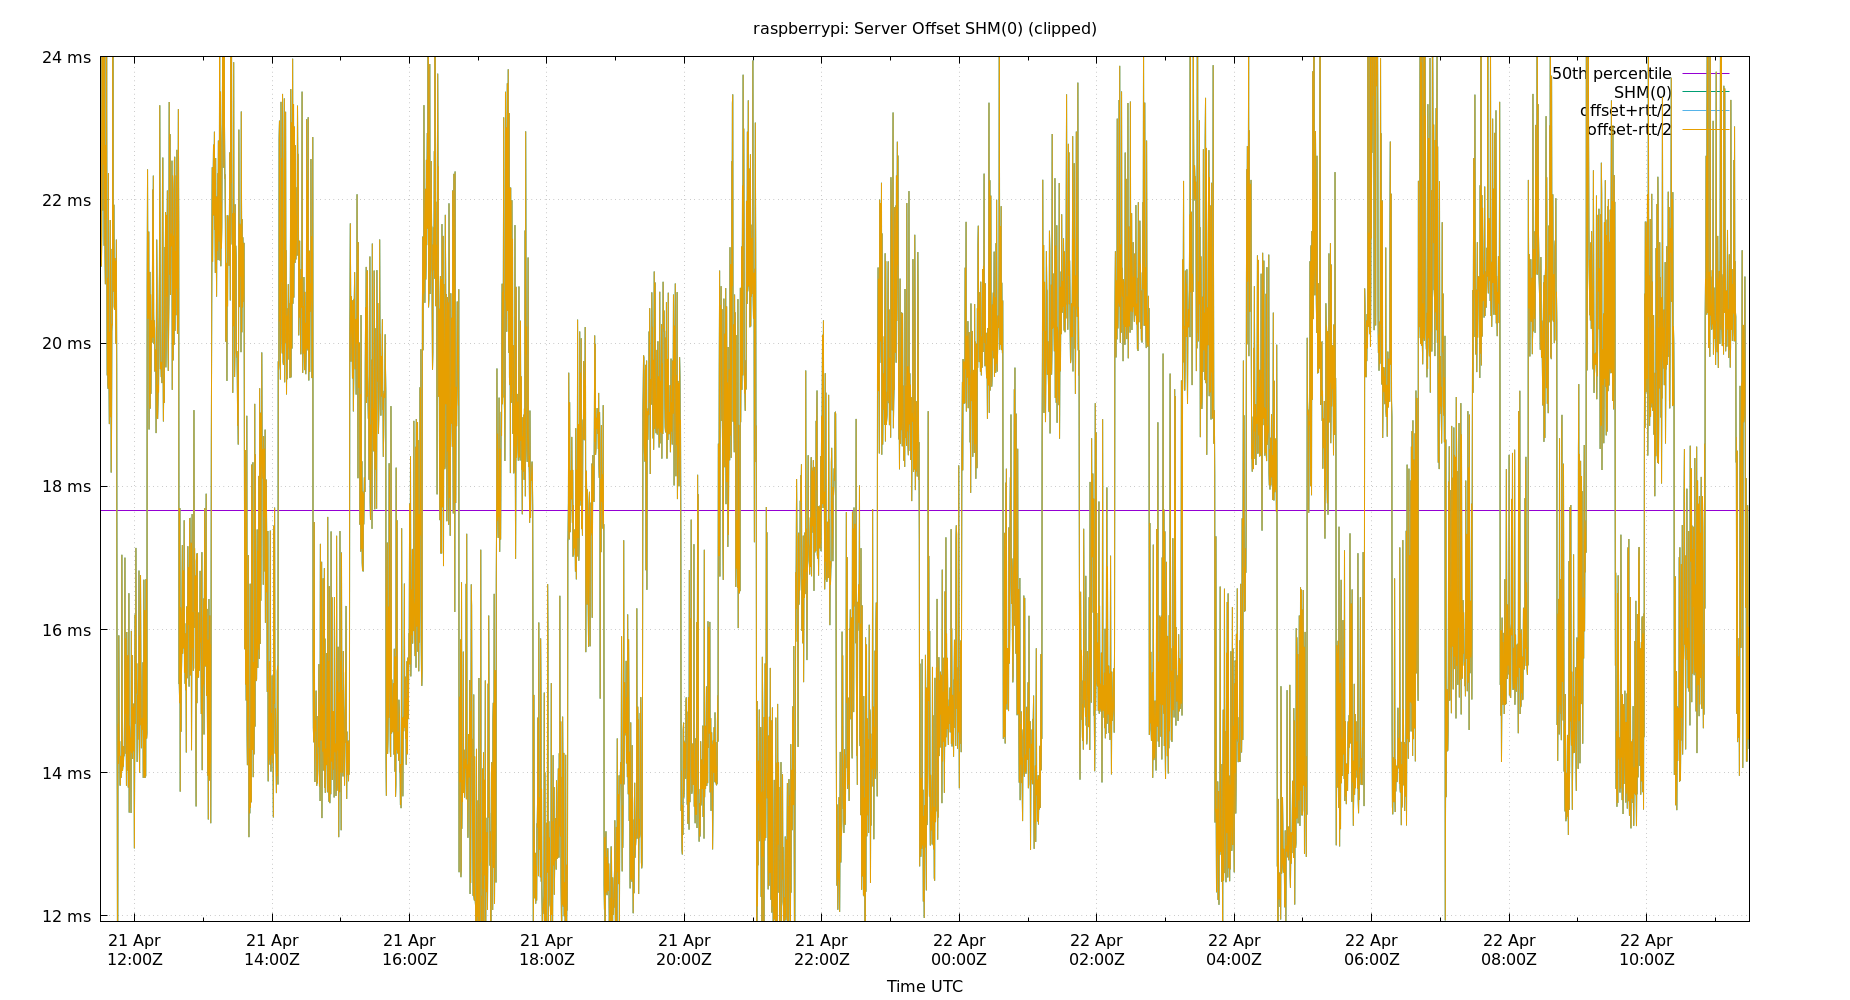 raspberrypi: Server Offset SHM(0) (clipped)
24 ms
22 ms
20 ms
18 ms
16 ms
14 ms
12 ms
50th percentile
SHM(0)
offset+rtt/2
offset-rtt/2
21 Apr 21 Apr 21 Apr 21 Apr 21 Apr 21 Apr 22 Apr 22 Apr 22 Apr 22 Apr 22 Apr 22 Apr
12:00Z 14:00Z 16:00Z 18:00Z 20:00Z 22:00Z 00:00Z 02:00Z 04:00Z 06:00Z 08:00Z 10:00Z
Time UTC